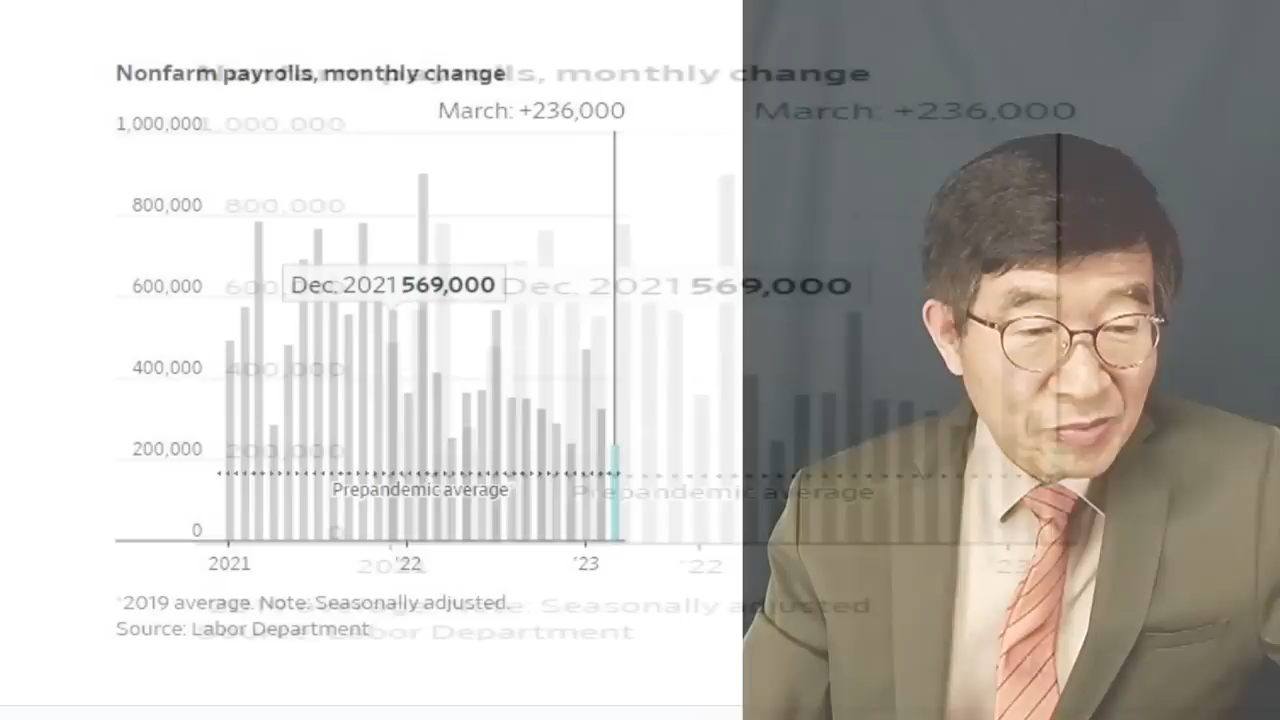 Nonfarm payrolls, monthly change
March: +236,000
1,000,000
800,000
Dec. 2021 569,000
600,000
400,000
200,000
Prepandemic average
0
2021 '22 '23
*2019 average. Note: Seasonally adjusted.
Source: Labor Department